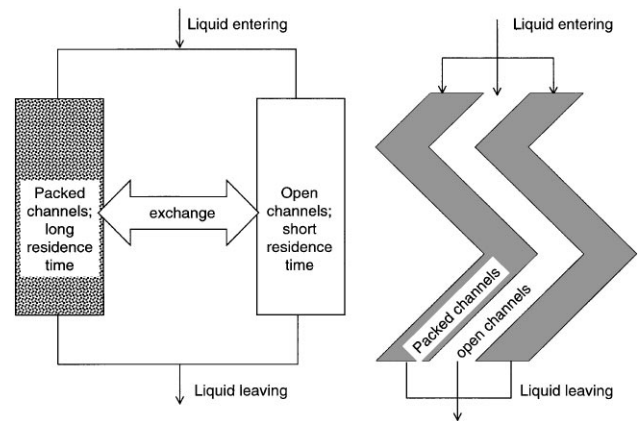 Liquid entering
Packed
channels;
long
residence
time
exchange
Open
channels;
short
residence
time
Liquid leaving
Liquid entering
Packed channels
open channels
Liquid leaving